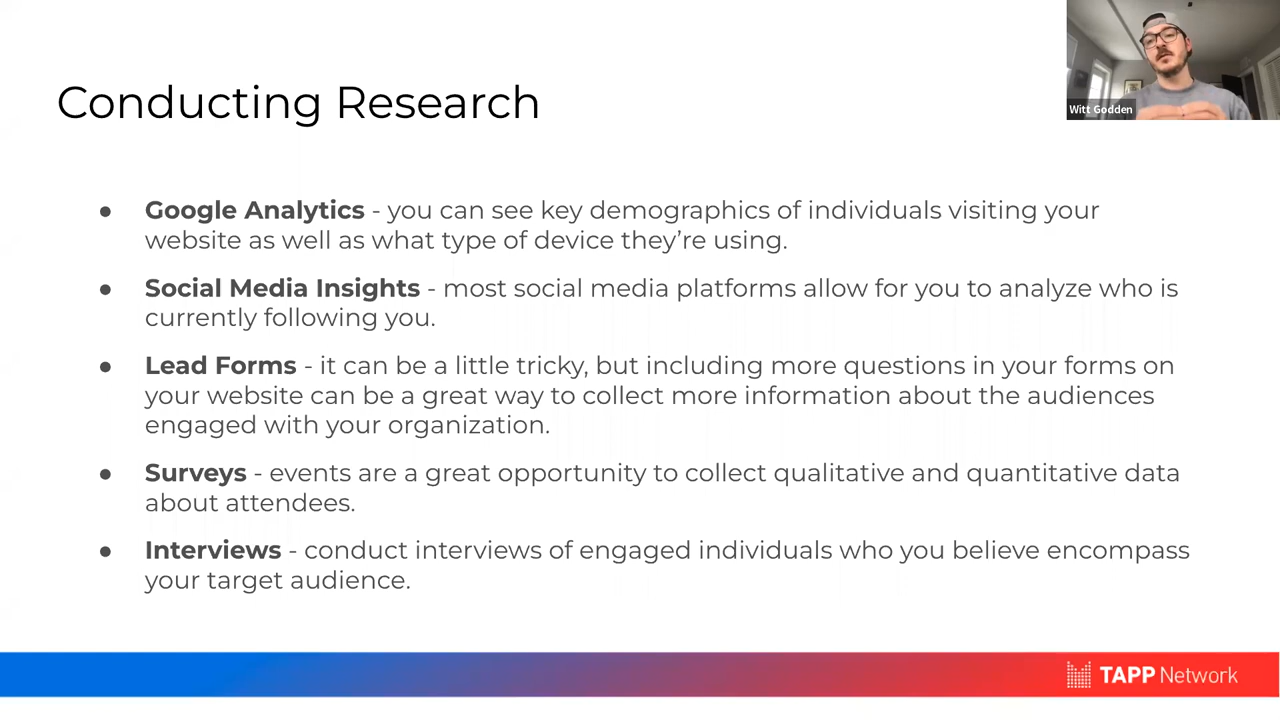 Conducting Research
Witt Godden
● Google Analytics - you can see key demographics of individuals visiting your
website as well as what type of device they’re using.
● Social Media Insights - most social media platforms allow for you to analyze who is
currently following you.
● Lead Forms - it can be a little tricky, but including more questions in your forms on
your website can be a great way to collect more information about the audiences
engaged with your organization.
● Surveys - events are a great opportunity to collect qualitative and quantitative data
about attendees.
● Interviews - conduct interviews of engaged individuals who you believe encompass
your target audience.
TAPP Network